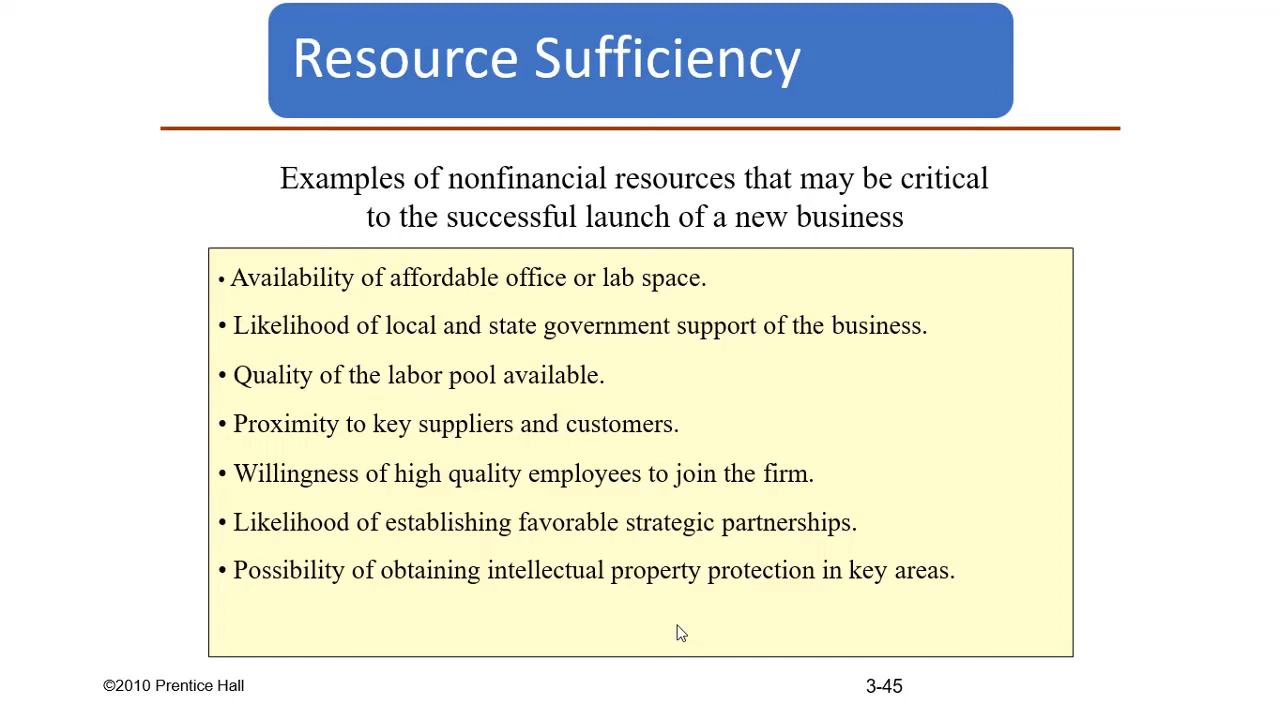 Resource Sufficiency
Examples of nonfinancial resources that may be critical
to the successful launch of a new business
• Availability of affordable office or lab space.
• Likelihood of local and state government support of the business.
• Quality of the labor pool available.
• Proximity to key suppliers and customers.
• Willingness of high quality employees to join the firm.
• Likelihood of establishing favorable strategic partnerships.
• Possibility of obtaining intellectual property protection in key areas.
©2010 Prentice Hall
3-45